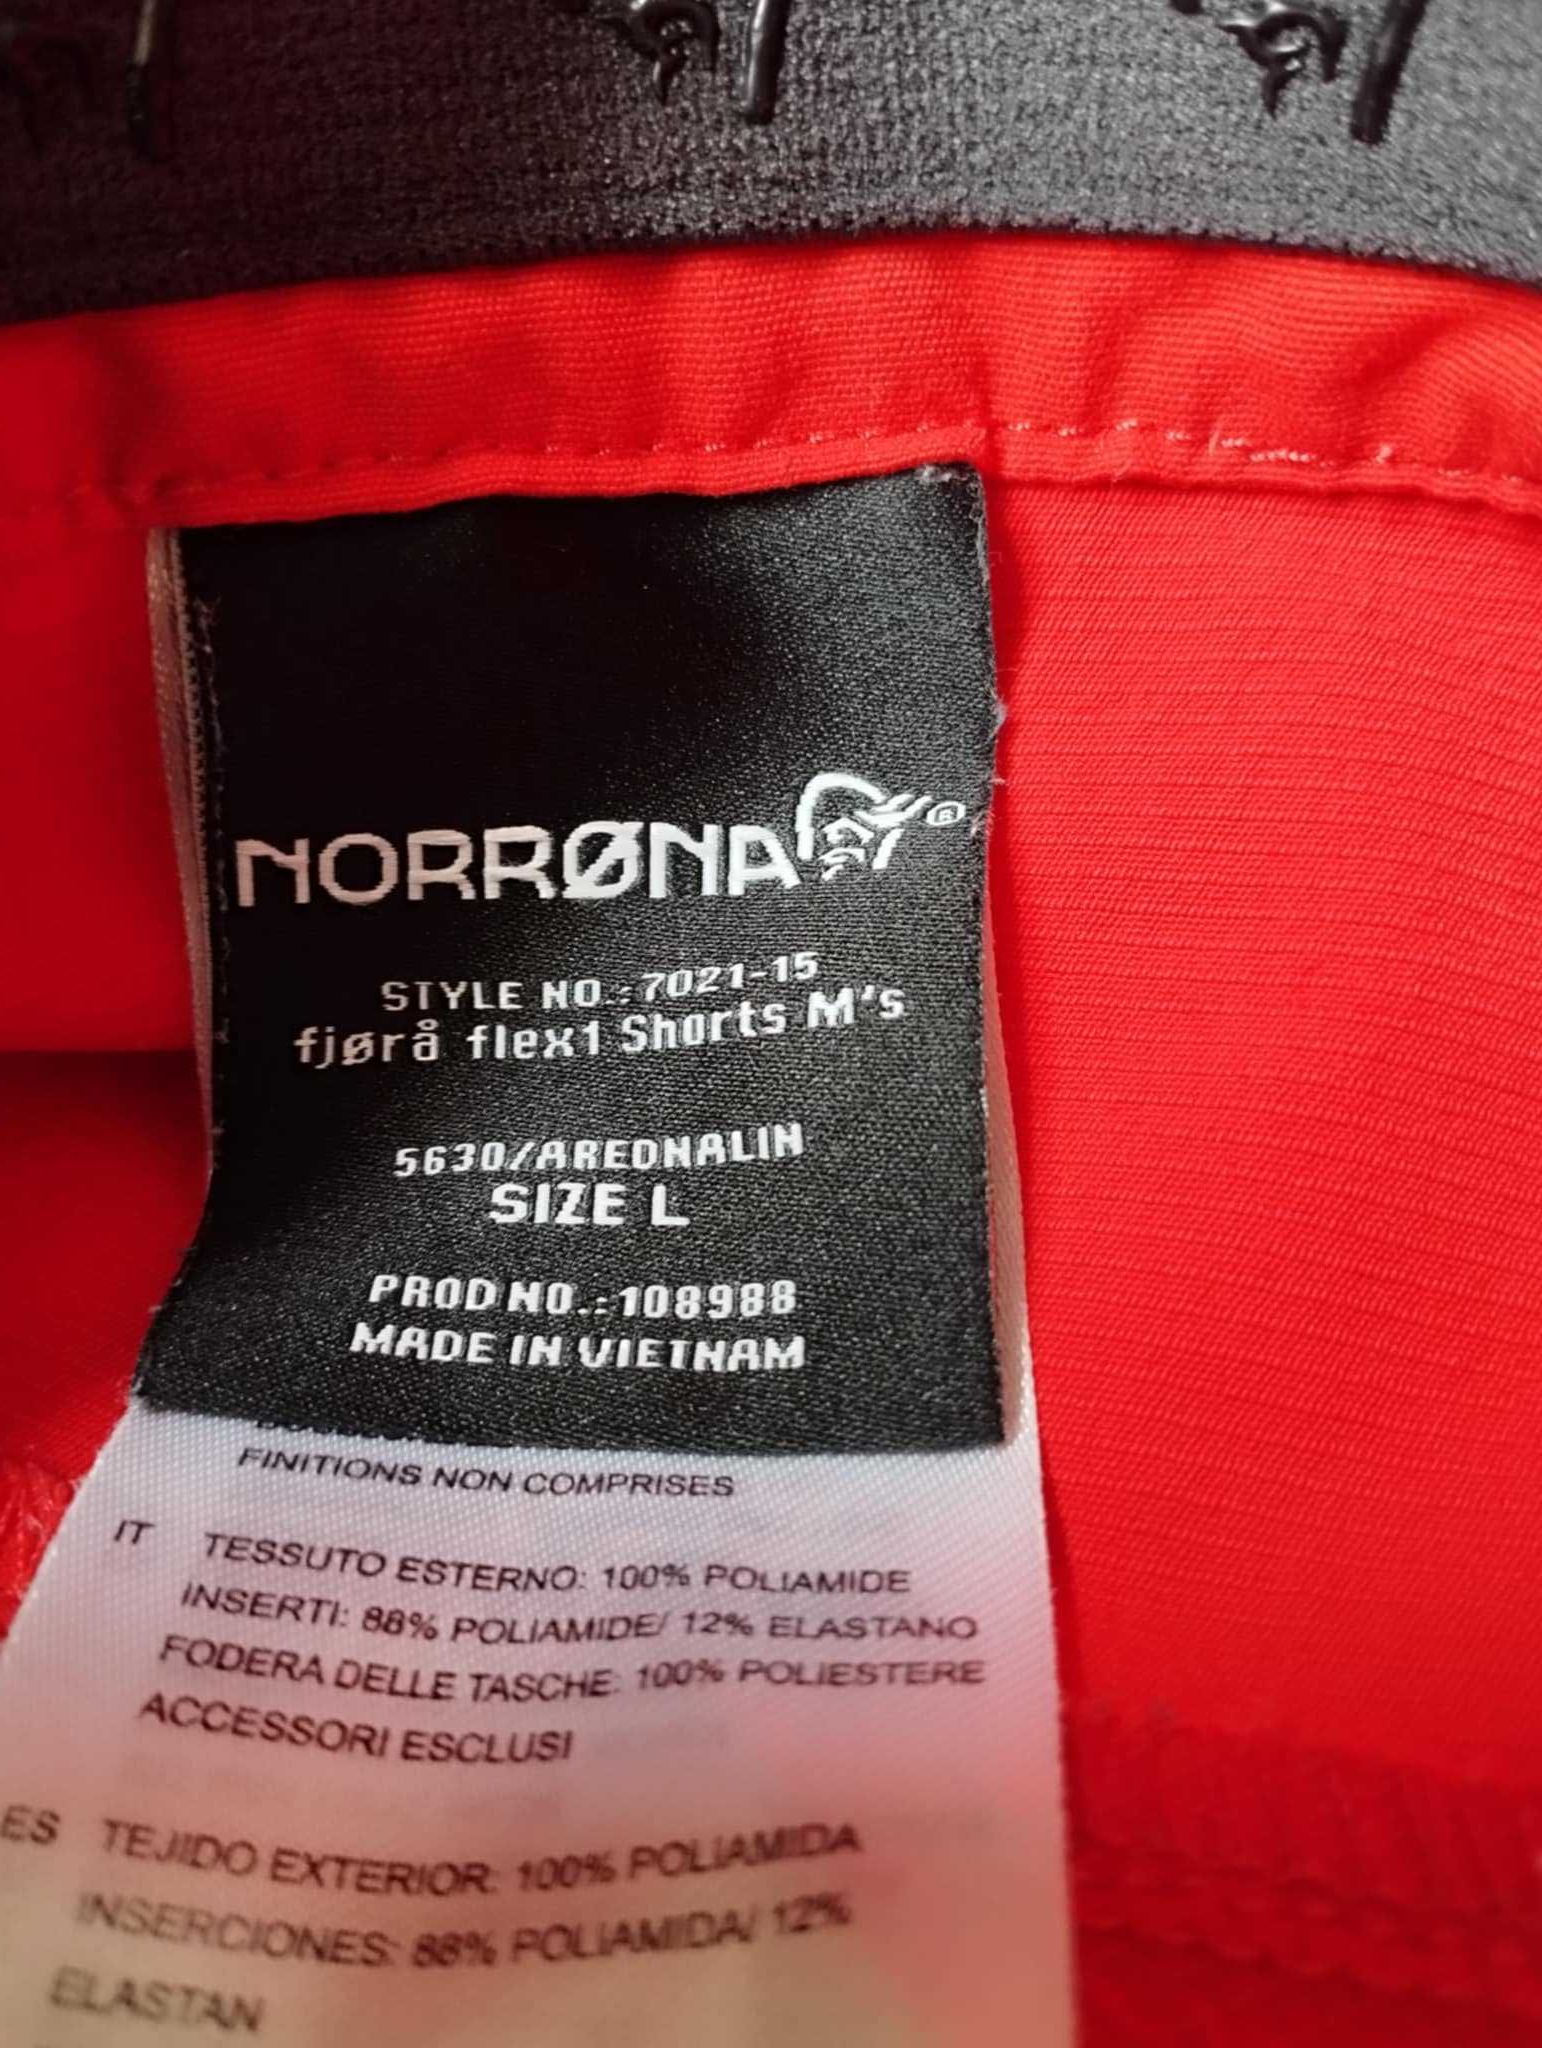 NORRØNA®
STYLE NO.:7021-15
fjørå flex1 Shorts M's
5630/AREDNALIN
SIZE L
PROD NO.:108988
MADE IN VIETNAM
FINITIONS NON COMPRISES
IT TESSUTO ESTERNO: 100% POLIAMIDE
INSERTI: 88% POLIAMIDE/ 12% ELASTANO
FODERA DELLE TASCHE: 100% POLIESTERE
ACCESSORI ESCLUSI
ES TEJIDO EXTERIOR: 100% POLIAMIDA
INSERCIONES: 88% POLIAMIDA/ 12%
ELASTAN